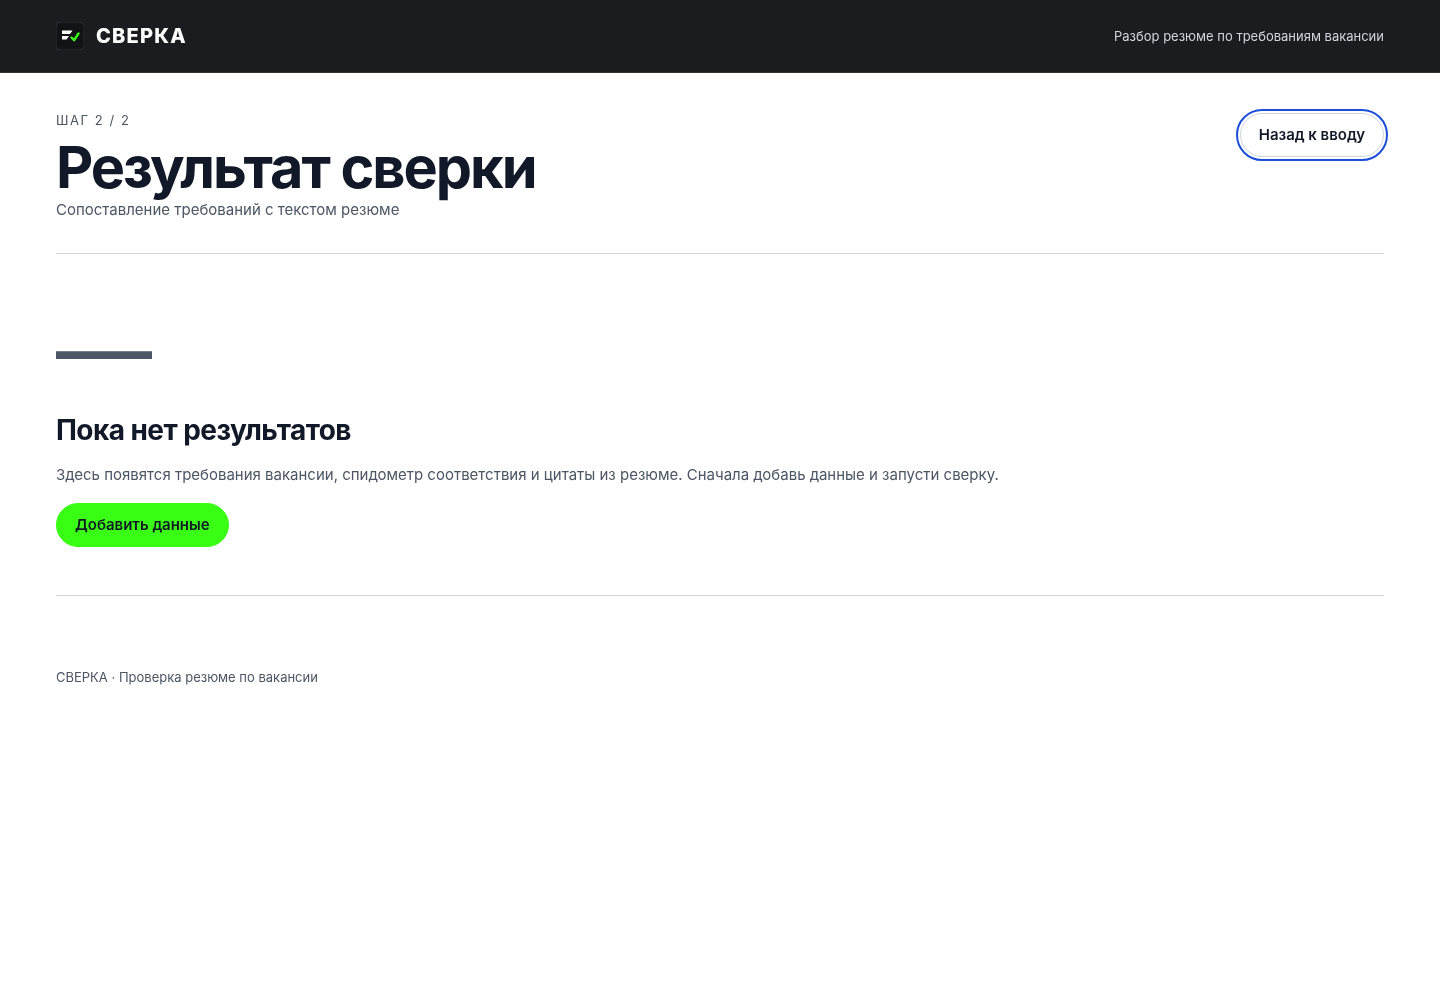 СВЕРКА
Разбор резюме по требованиям вакансии
ШАГ 2 / 2
Назад к вводу
Результат сверки
Сопоставление требований с текстом резюме
Пока нет результатов
Здесь появятся требования вакансии, спидометр соответствия и цитаты из резюме. Сначала добавь данные и запусти сверку.
Добавить данные
СВЕРКА · Проверка резюме по вакансии